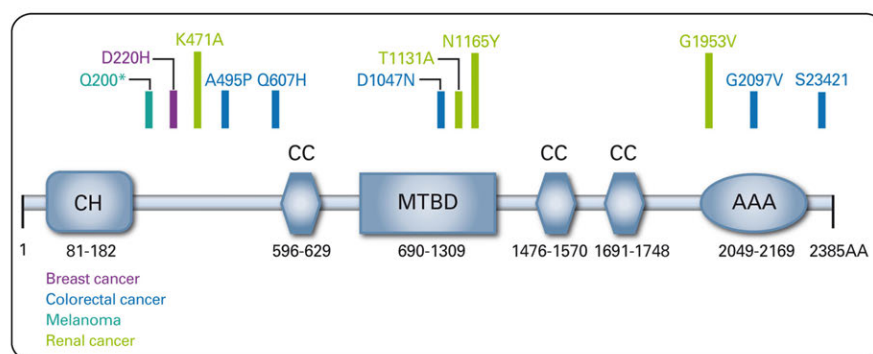 K471A
N1165Y
G1953V
D220H
T1131A
Q200*
A495P
Q607H
D1047N
G2097V
S23421
CC
CC
CC
CH
MTBD
AAA
1
81-182
596-629
690-1309
1476-1570
1691-1748
2049-2169
2385AA
Breast cancer
Colorectal cancer
Melanoma
Renal cancer